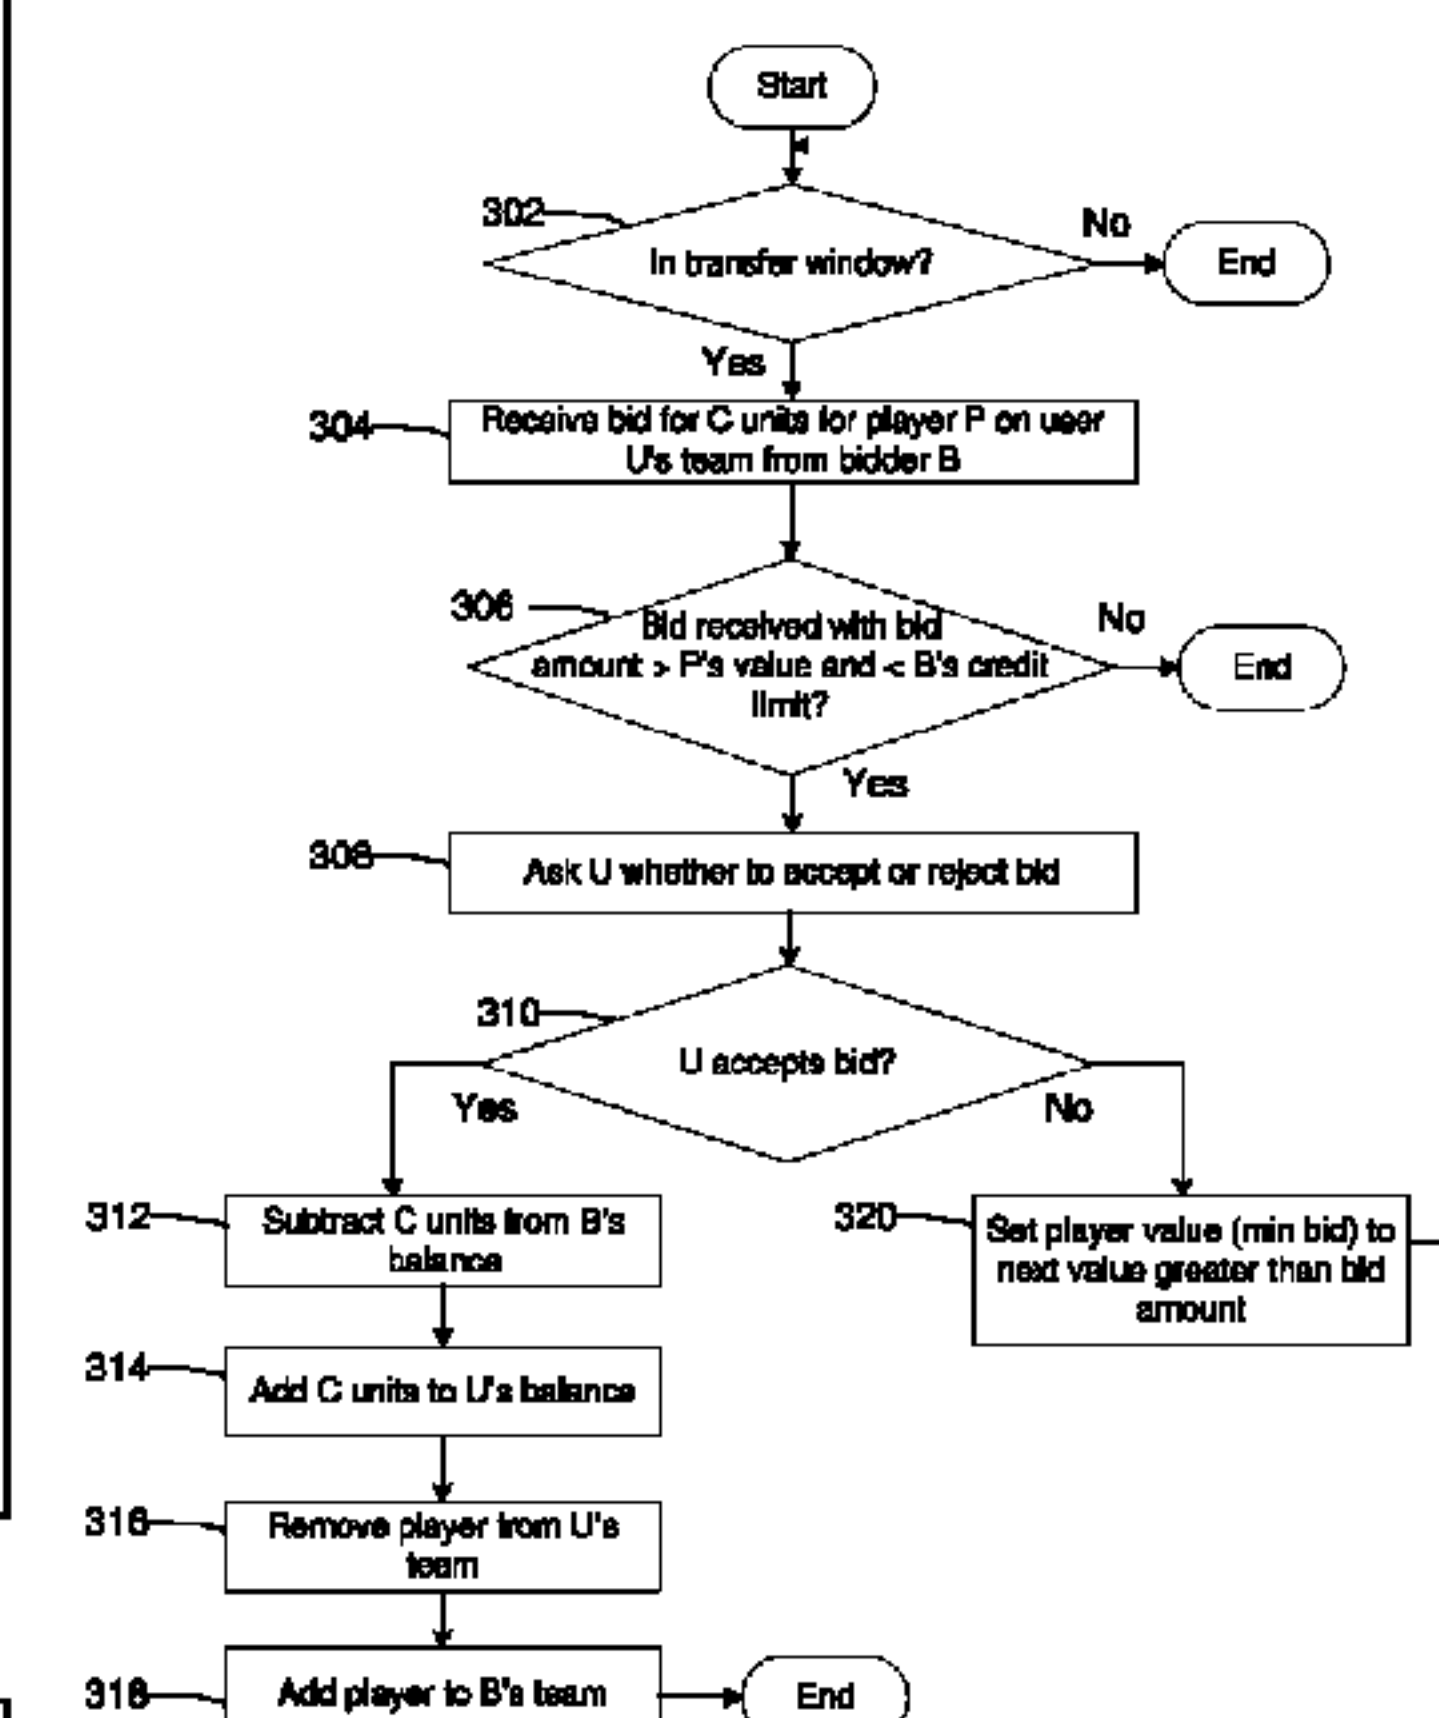 Start
302
In transfer window?
No
End
Yes
304
Receive bid for C units for player P on user
U's team from bidder B
306
Bid received with bid
amount > P's value and < B's credit
limit?
No
End
Yes
308
Ask U whether to accept or reject bid
310
U accepts bid?
Yes
No
312
Subtract C units from B's
balance
320
Set player value (min bid) to
next value greater than bid
amount
314
Add C units to U's balance
316
Remove player from U's
team
318
Add player to B's team
End